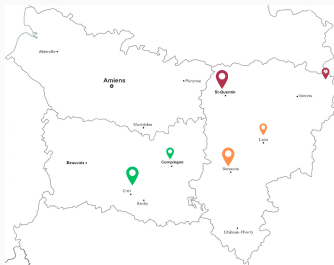 Abbeville
Amiens
Péronne
St-Quentin
Vervins
Montdidier
Laon
Beauvais
Compiègne
Soissons
Creil
Senlis
Château-Thierry